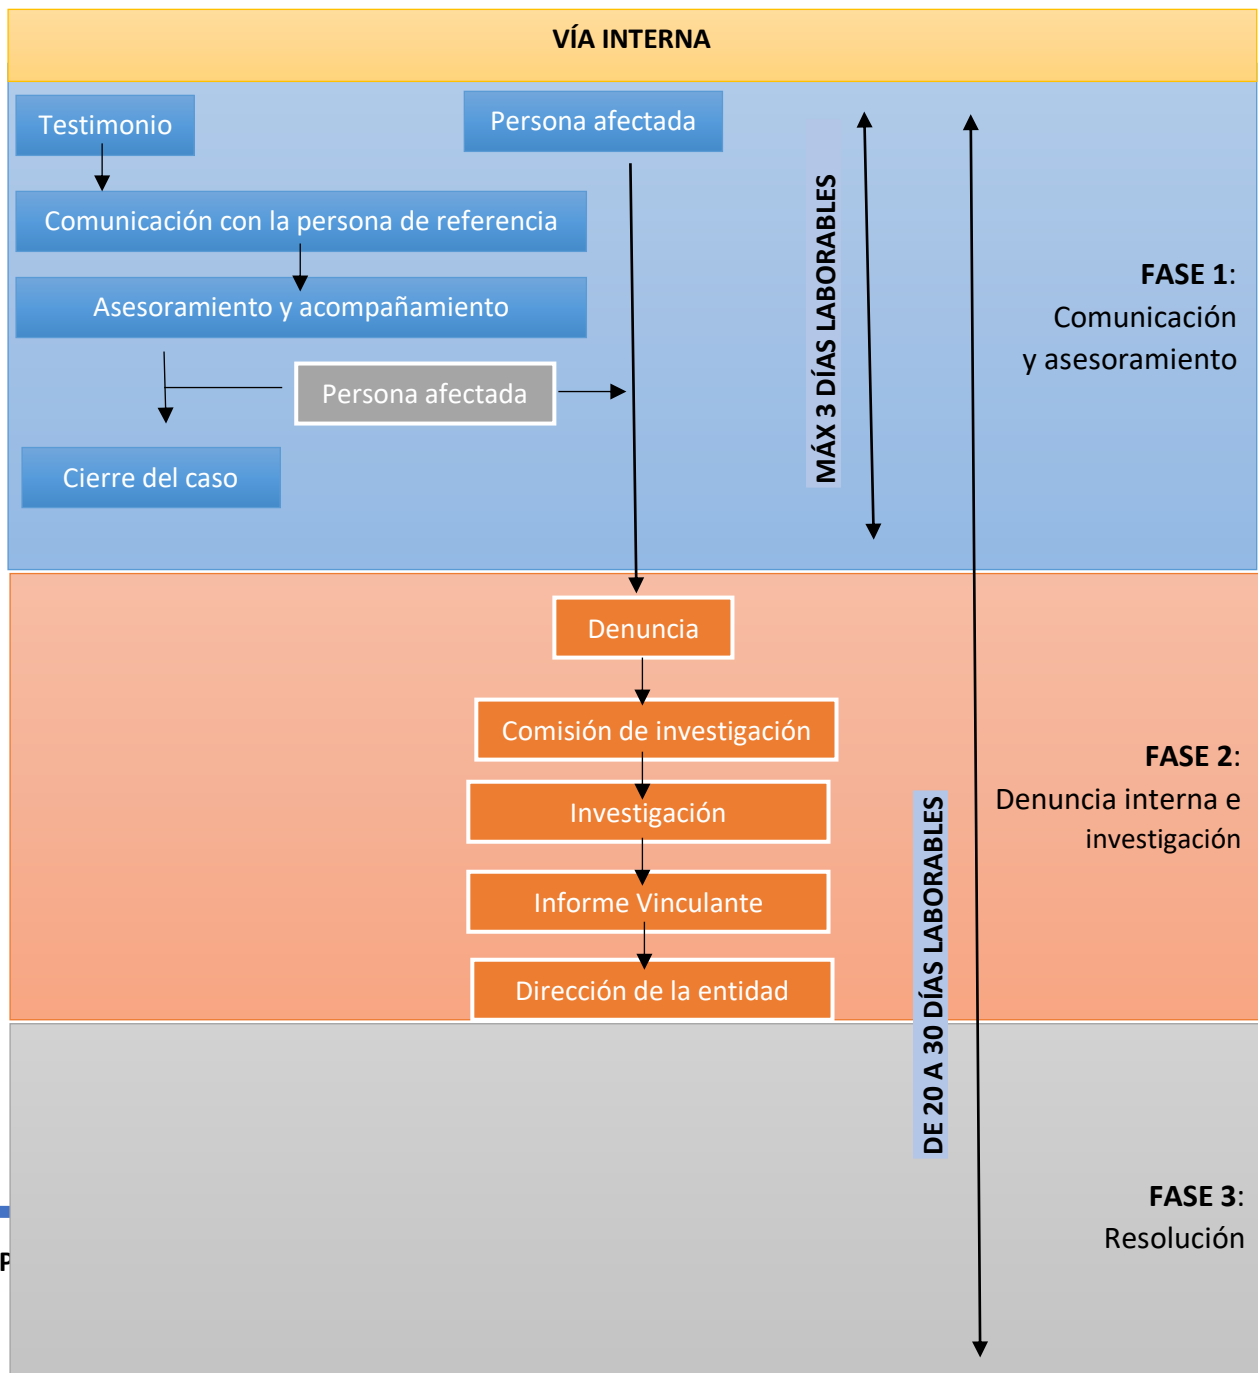 VÍA INTERNA
Testimonio
Persona afectada
Comunicación con la persona de referencia
Asesoramiento y acompañamiento
Persona afectada
Cierre del caso
MÁX 3 DÍAS LABORABLES
FASE 1:
Comunicación
y asesoramiento
Denuncia
Comisión de investigación
Investigación
Informe Vinculante
Dirección de la entidad
FASE 2:
Denuncia interna e
investigación
DE 20 A 30 DÍAS LABORABLES
FASE 3:
Resolución
P